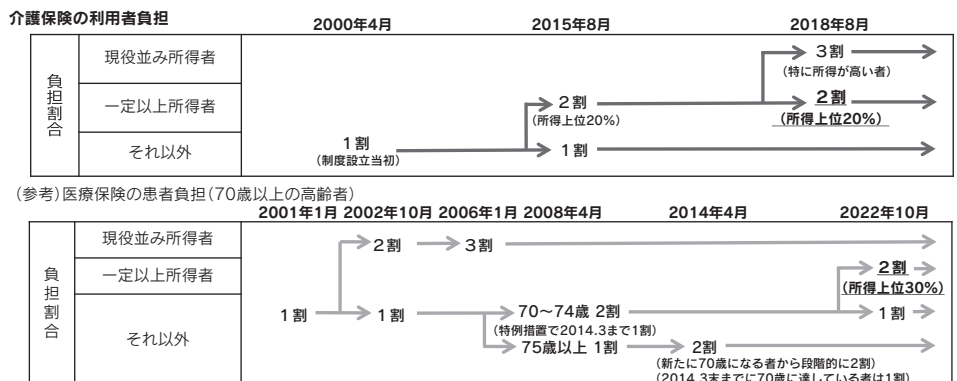 介護保険の利用者負担
2000年4月 2015年8月 2018年8月
負担割合
現役並み所得者
3割
(特に所得が高い者)
一定以上所得者
2割
(所得上位20%)
2割
(所得上位20%)
それ以外
1割
(制度設立当初)
1割
(参考)医療保険の患者負担(70歳以上の高齢者)
2001年1月 2002年10月 2006年1月 2008年4月 2014年4月 2022年10月
負担割合
現役並み所得者
2割 3割
一定以上所得者
2割
(所得上位30%)
それ以外
1割 1割 70〜74歳 2割 1割
(特例措置で2014.3まで1割)
75歳以上 1割 2割
(新たに70歳になる者から段階的に2割)
(2014.3末までに70歳に達している者は1割)